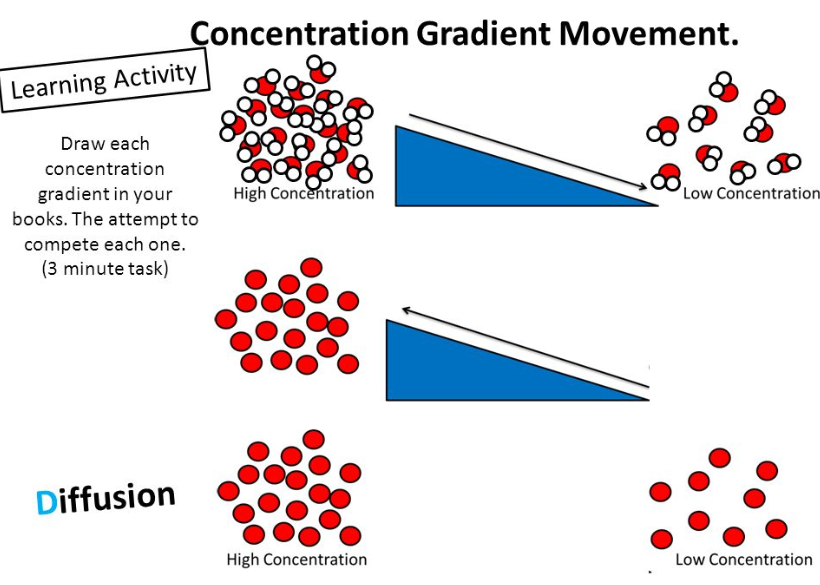 Concentration Gradient Movement.
Learning Activity
Draw each
concentration
gradient in your
books. The attempt to
compete each one.
(3 minute task)
High Concentration
Low Concentration
Diffusion
High Concentration
Low Concentration